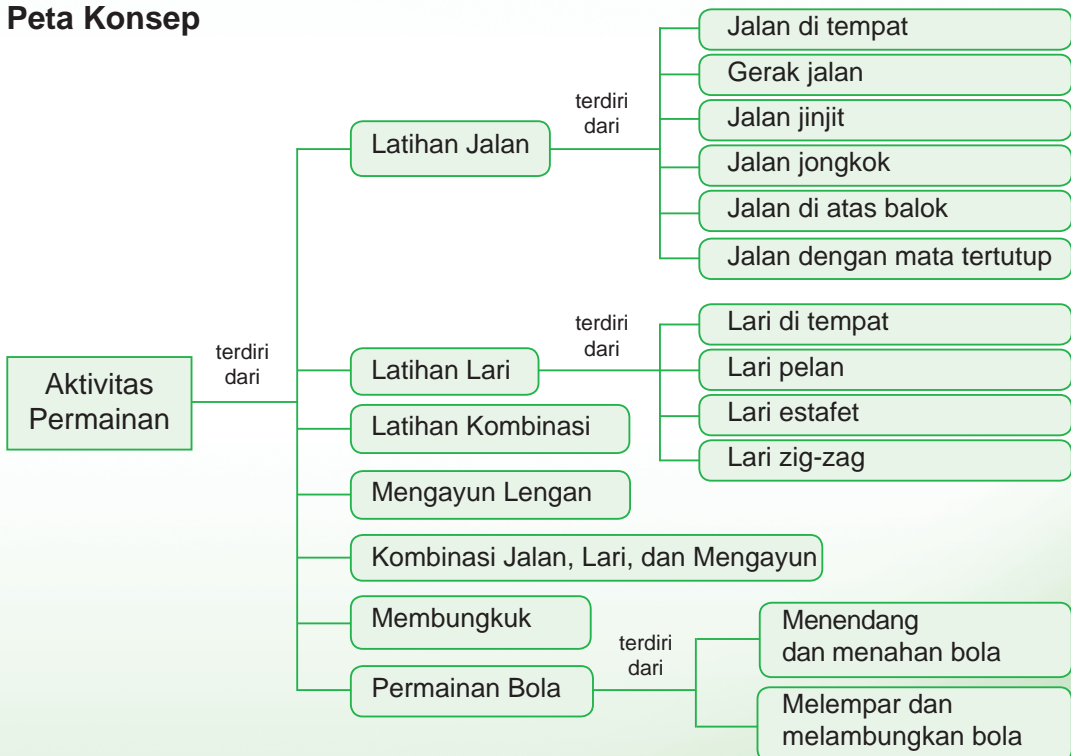 Peta Konsep
Aktivitas
Permainan
terdiri
dari
Latihan Jalan
terdiri
dari
Jalan di tempat
Gerak jalan
Jalan jinjit
Jalan jongkok
Jalan di atas balok
Jalan dengan mata tertutup
Latihan Lari
terdiri
dari
Lari di tempat
Lari pelan
Lari estafet
Lari zig-zag
Latihan Kombinasi
Mengayun Lengan
Kombinasi Jalan, Lari, dan Mengayun
Membungkuk
Permainan Bola
terdiri
dari
Menendang
dan menahan bola
Melempar dan
melambungkan bola